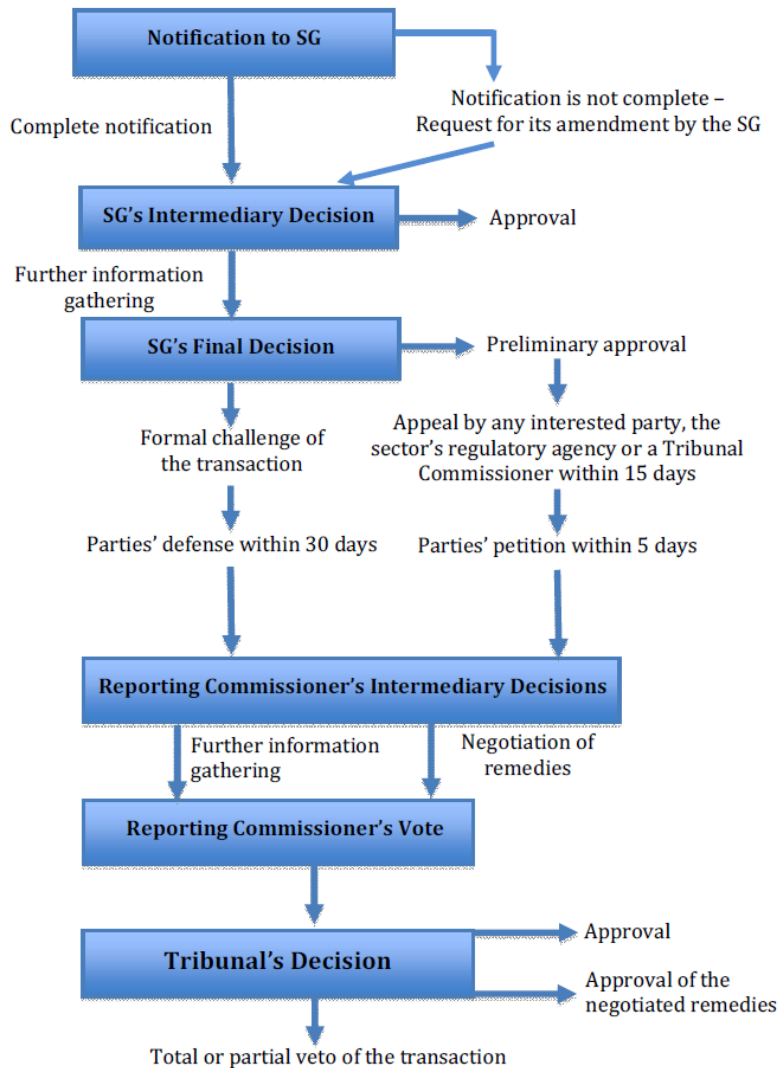 Notification to SG
Notification is not complete –
Request for its amendment by the SG
Complete notification
SG’s Intermediary Decision
Approval
Further information
gathering
SG’s Final Decision
Preliminary approval
Formal challenge of
the transaction
Appeal by any interested party, the
sector’s regulatory agency or a Tribunal
Commissioner within 15 days
Parties’ defense within 30 days
Parties’ petition within 5 days
Reporting Commissioner’s Intermediary Decisions
Further information
gathering
Negotiation of
remedies
Reporting Commissioner’s Vote
Tribunal’s Decision
Approval
Approval of the
negotiated remedies
Total or partial veto of the transaction